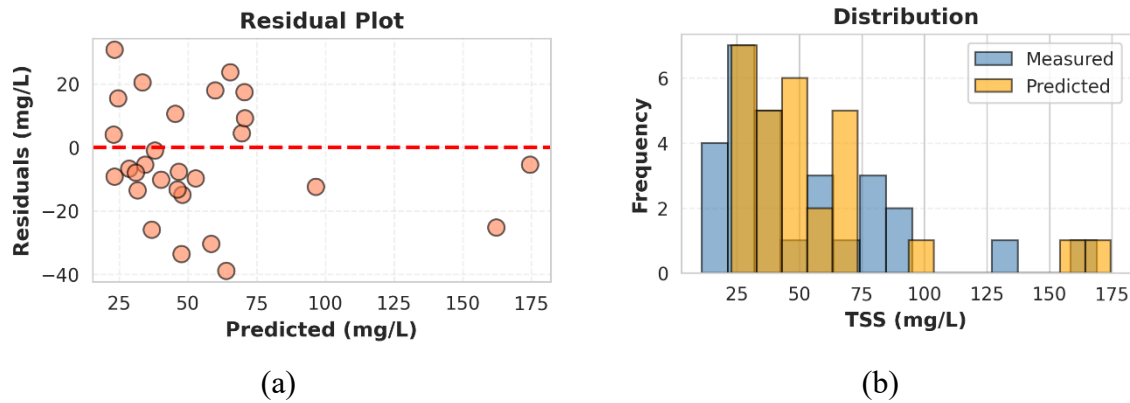 Residual Plot
Residuals (mg/L)
20
0
−20
−40
25 50 75 100 125 150 175
Predicted (mg/L)
(a)
Distribution
Measured
Predicted
Frequency
6
4
2
0
25 50 75 100 125 150 175
TSS (mg/L)
(b)